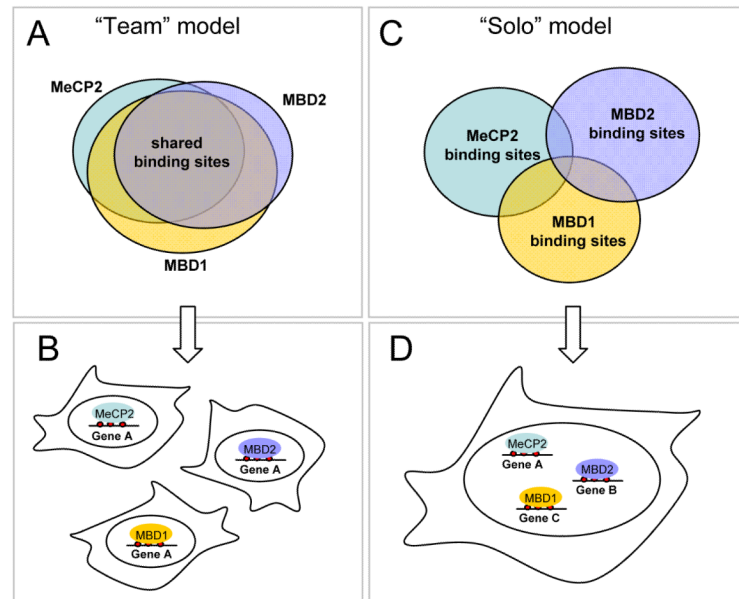 A
“Team” model
MeCP2
MBD2
shared
binding sites
MBD1
C
“Solo” model
MeCP2
binding sites
MBD2
binding sites
MBD1
binding sites
B
MeCP2
Gene A
MBD2
Gene A
MBD1
Gene A
D
MeCP2
Gene A
MBD2
Gene B
MBD1
Gene C